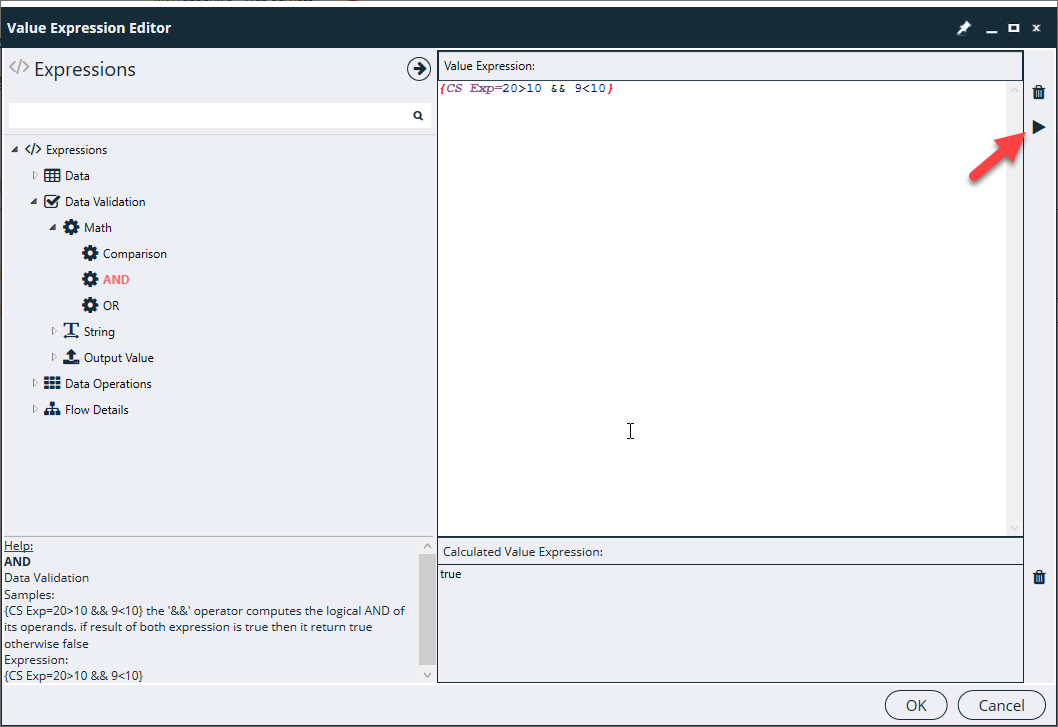 Value Expression Editor
</> Expressions
Value Expression:
{CS Exp=20>10 && 9<10}
</> Expressions
Data
Data Validation
Math
Comparison
AND
OR
String
Output Value
Data Operations
Flow Details
Help:
AND
Data Validation
Samples:
{CS Exp=20>10 && 9<10} the '&&' operator computes the logical AND of
its operands. if result of both expression is true then it return true
otherwise false
Expression:
{CS Exp=20>10 && 9<10}
Calculated Value Expression:
true
OK
Cancel